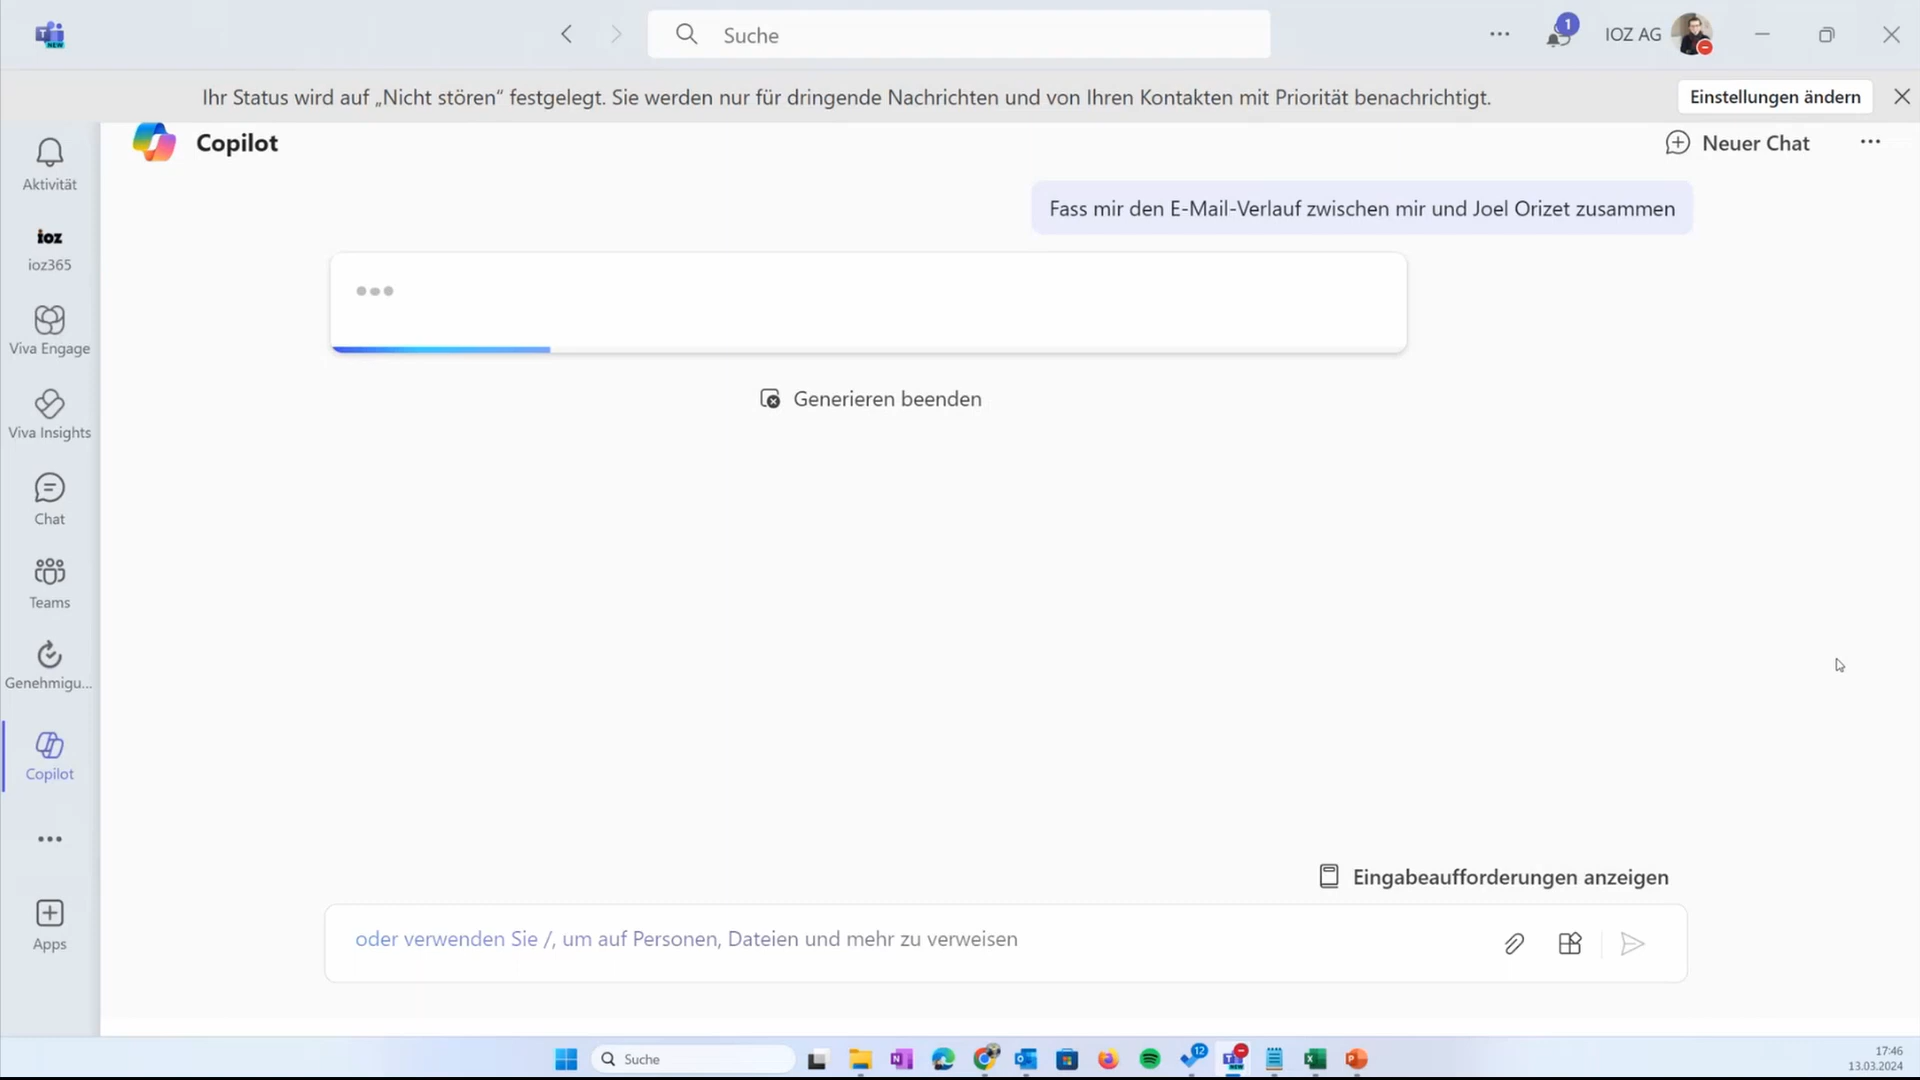 Suche
1
IOZ AG
Ihr Status wird auf „Nicht stören“ festgelegt. Sie werden nur für dringende Nachrichten und von Ihren Kontakten mit Priorität benachrichtigt.
Einstellungen ändern
Copilot
Neuer Chat
Aktivität
ioz
ioz365
Viva Engage
Viva Insights
Chat
Teams
Genehmigu...
Copilot
Apps
Fass mir den E-Mail-Verlauf zwischen mir und Joel Orizet zusammen
Generieren beenden
Eingabeaufforderungen anzeigen
oder verwenden Sie /, um auf Personen, Dateien und mehr zu verweisen
Suche
12
17:46
13.03.2024